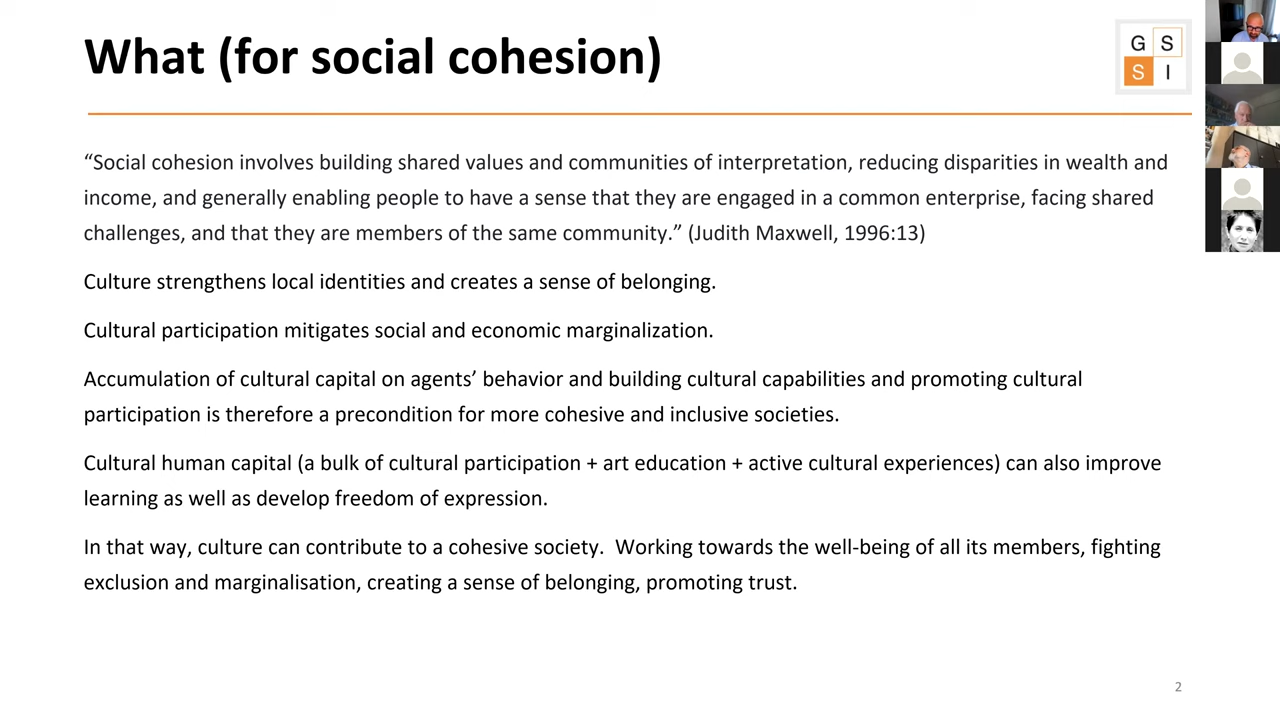 What (for social cohesion)
G S
S I
“Social cohesion involves building shared values and communities of interpretation, reducing disparities in wealth and
income, and generally enabling people to have a sense that they are engaged in a common enterprise, facing shared
challenges, and that they are members of the same community.” (Judith Maxwell, 1996:13)
Culture strengthens local identities and creates a sense of belonging.
Cultural participation mitigates social and economic marginalization.
Accumulation of cultural capital on agents’ behavior and building cultural capabilities and promoting cultural
participation is therefore a precondition for more cohesive and inclusive societies.
Cultural human capital (a bulk of cultural participation + art education + active cultural experiences) can also improve
learning as well as develop freedom of expression.
In that way, culture can contribute to a cohesive society.  Working towards the well-being of all its members, fighting
exclusion and marginalisation, creating a sense of belonging, promoting trust.
2